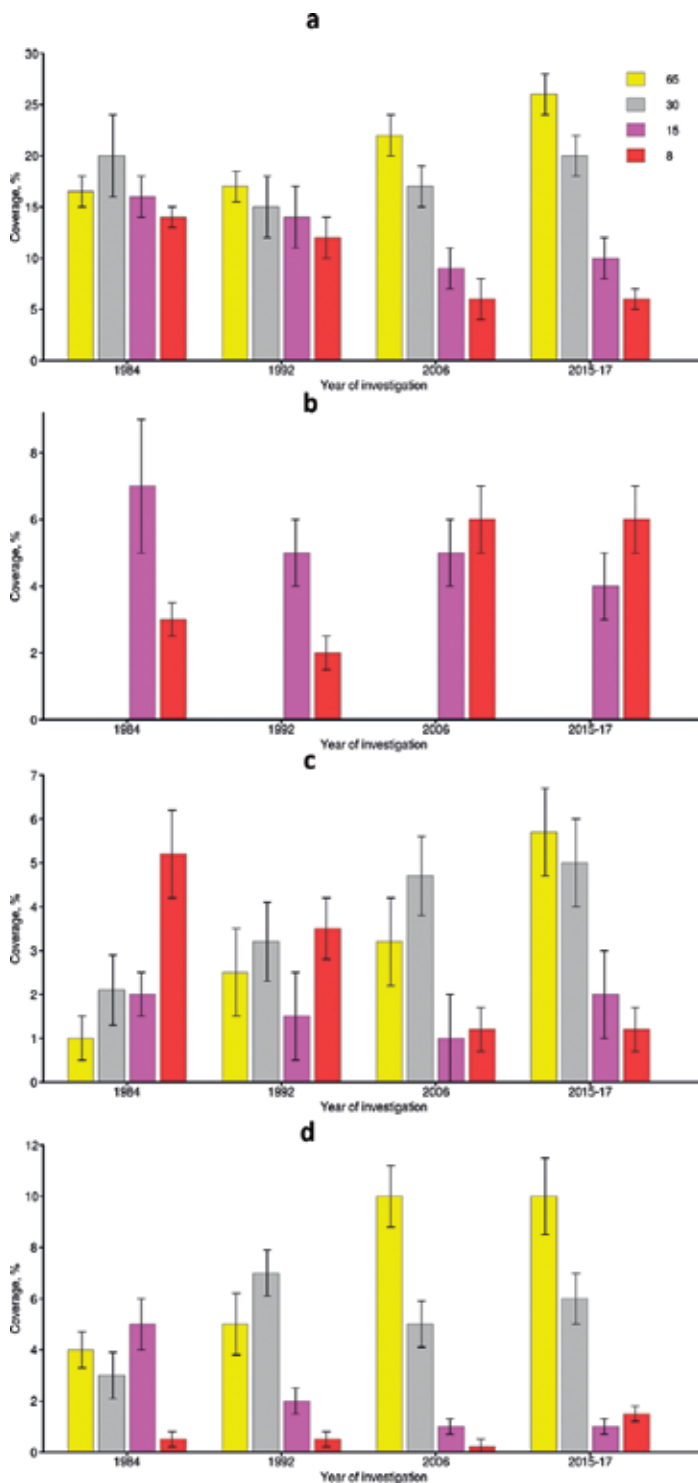 a
30
25
20
15
10
5
0
Coverage, %
65
30
15
8
1984 1992 2006 2015-17
Year of investigation
b
8
6
4
2
0
Coverage, %
1984 1992 2006 2015-17
Year of investigation
c
7
6
5
4
3
2
1
0
Coverage, %
1984 1992 2006 2015-17
Year of investigation
d
12
10
8
6
4
2
0
Coverage, %
1984 1992 2006 2015-17
Year of investigation